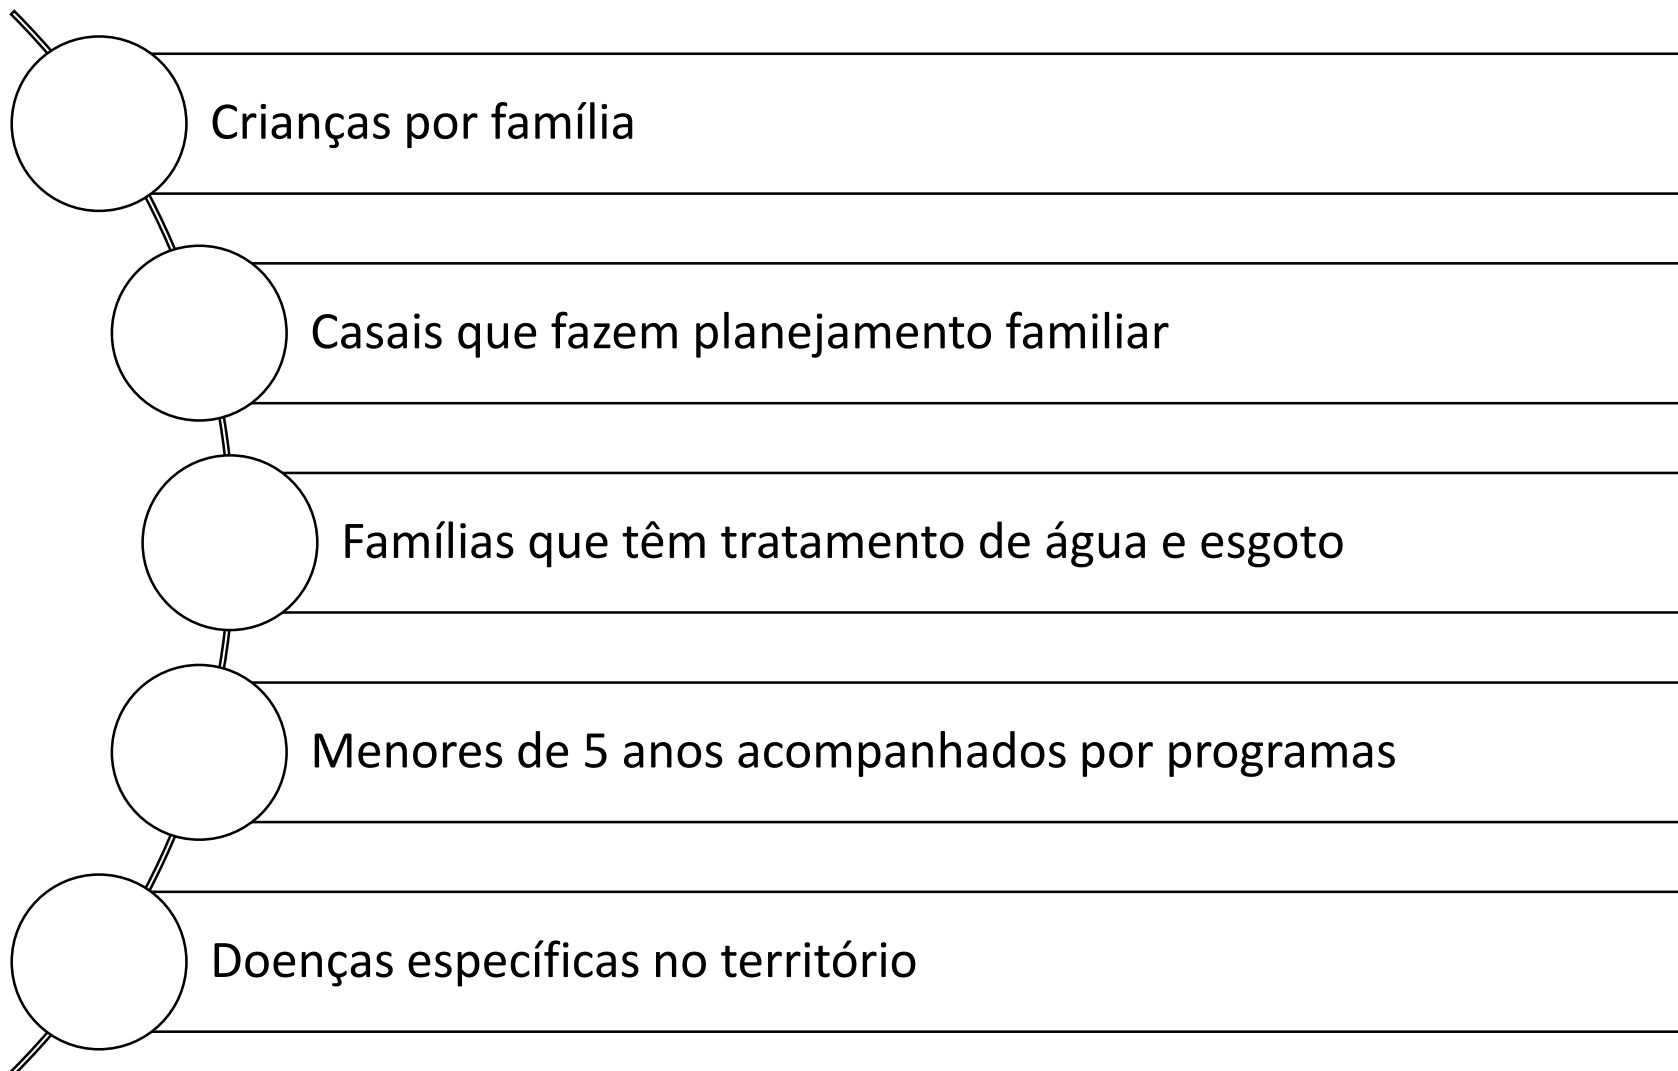 Crianças por família
Casais que fazem planejamento familiar
Famílias que têm tratamento de água e esgoto
Menores de 5 anos acompanhados por programas
Doenças específicas no território